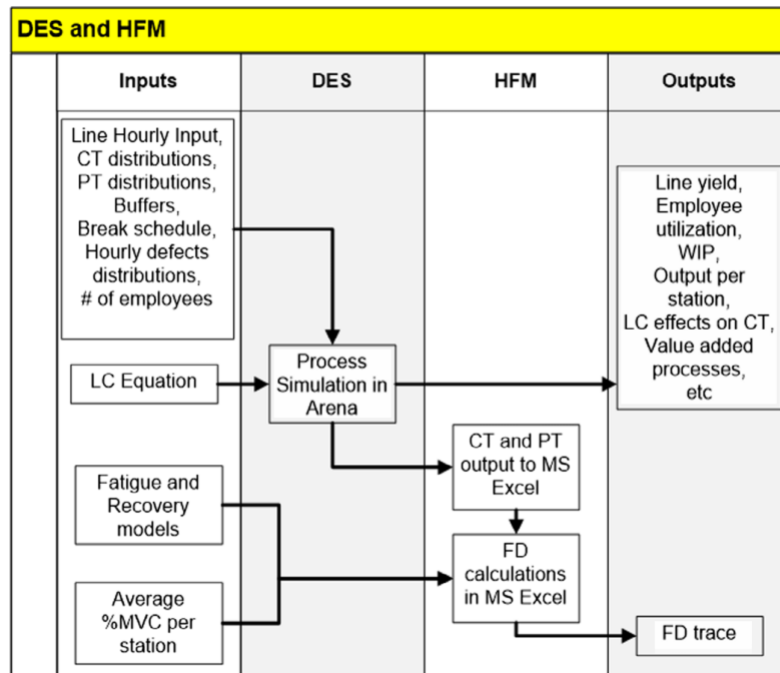 DES and HFM
Inputs
DES
HFM
Outputs
Line Hourly Input,
CT distributions,
PT distributions,
Buffers,
Break schedule,
Hourly defects
distributions,
# of employees
LC Equation
Process
Simulation in
Arena
Line yield,
Employee
utilization,
WIP,
Output per
station,
LC effects on CT,
Value added
processes,
etc
CT and PT
output to MS
Excel
Fatigue and
Recovery
models
FD
calculations
in MS Excel
Average
%MVC per
station
FD trace